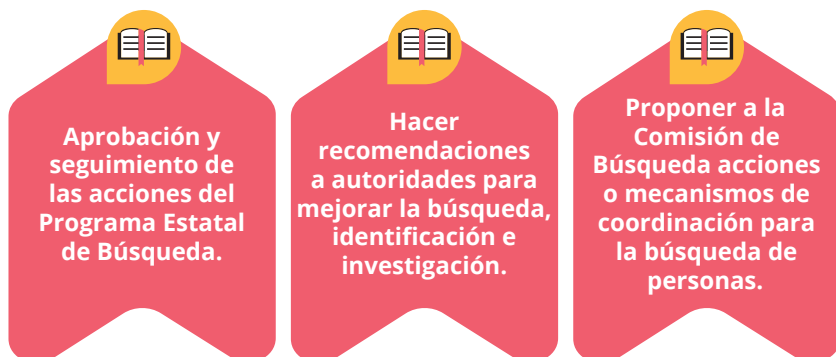 Aprobación y
seguimiento de
las acciones del
Programa Estatal
de Búsqueda.
Hacer
recomendaciones
a autoridades para
mejorar la búsqueda,
identificación e
investigación.
Proponer a la
Comisión de
Búsqueda acciones
o mecanismos de
coordinación para
la búsqueda de
personas.